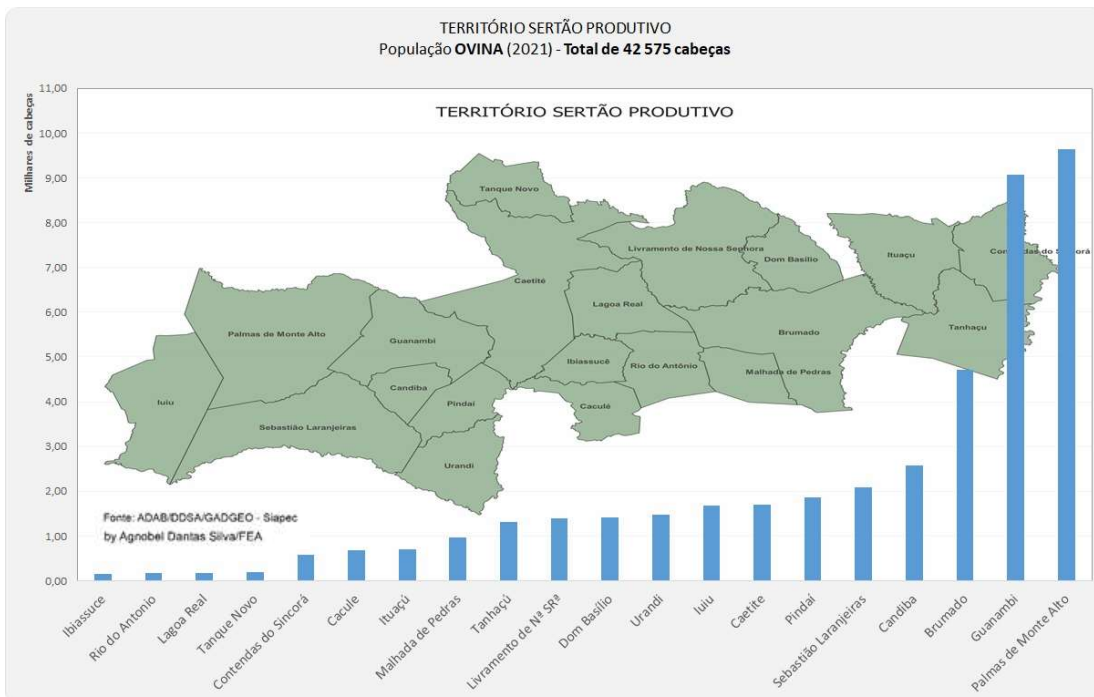 TERRITÓRIO SERTÃO PRODUTIVO
População OVINA (2021) - Total de 42 575 cabeças
Milhares de cabeças
11,00
10,00
9,00
8,00
7,00
6,00
5,00
4,00
3,00
2,00
1,00
0,00
TERRITÓRIO SERTÃO PRODUTIVO
Tanque Novo
Livramento de Nossa Senhora
Dom Basílio
Ituaçu
Contendas do Sincorá
Caetité
Lagoa Real
Palmas de Monte Alto
Guanambi
Brumado
Tanhaçu
Ibiassucê
Rio do Antônio
Malhada de Pedras
Iuiu
Candiba
Pindaí
Caculé
Sebastião Laranjeiras
Urandi
Fonte: ADAB/DDSA/GADGEO - Siapec
by Agnobel Dantas Silva/FEA
Ibiassuce
Rio do Antonio
Lagoa Real
Tanque Novo
Contendas do Sincorá
Cacule
Ituaçú
Malhada de Pedras
Tanhaçú
Livramento de Nª SRª
Dom Basílio
Urandi
Iuiu
Caetite
Pindaí
Sebastião Laranjeiras
Candiba
Brumado
Guanambi
Palmas de Monte Alto